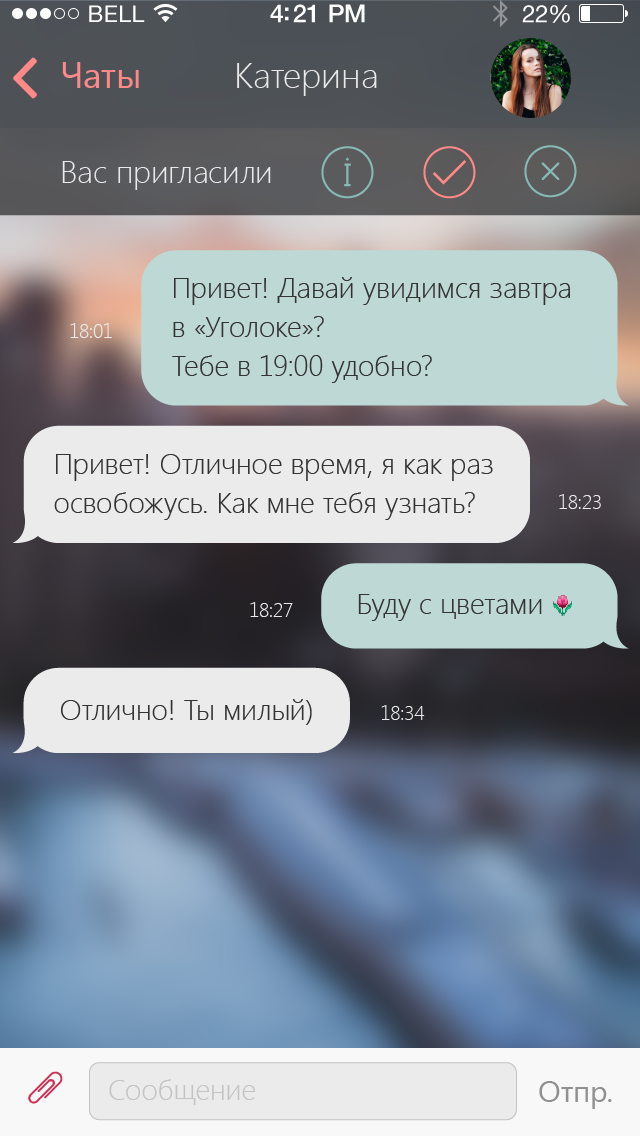 BELL 4:21 PM 22%
Чаты Катерина
Вас пригласили i
Привет! Давай увидимся завтра
в «Уголоке»?
Тебе в 19:00 удобно?
18:01
Привет! Отличное время, я как раз
освобожусь. Как мне тебя узнать?
18:23
18:27 Буду с цветами 🌷
Отлично! Ты милый) 18:34
Сообщение Отпр.